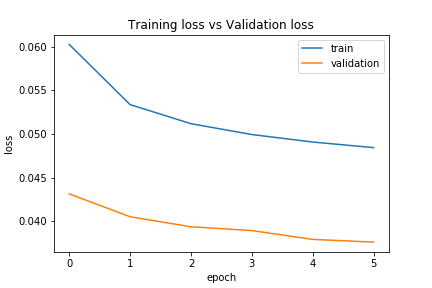 Training loss vs Validation loss
train
validation
0.060
0.055
0.050
0.045
0.040
loss
0 1 2 3 4 5
epoch